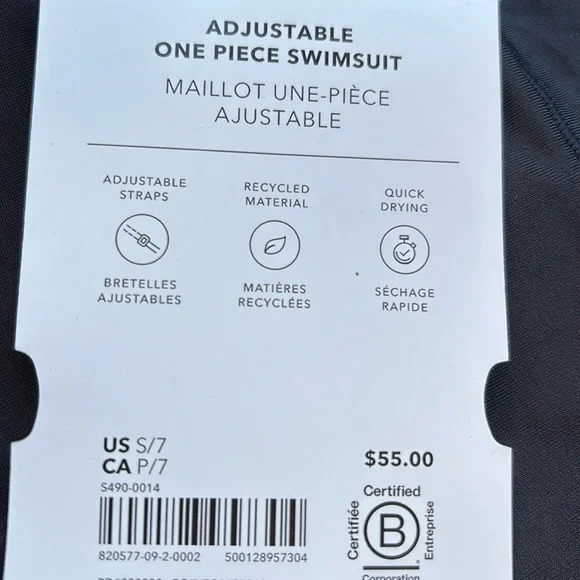 ADJUSTABLE
ONE PIECE SWIMSUIT
MAILLOT UNE-PIÈCE
AJUSTABLE
ADJUSTABLE
STRAPS
BRETELLES
AJUSTABLES
RECYCLED
MATERIAL
MATIÈRES
RECYCLÉES
QUICK
DRYING
SÉCHAGE
RAPIDE
US S/7
CA P/7
S490-0014
820577-09-2-0002 500128957304
$55.00
Certified
Certifiée
B
Entreprise
Corporation